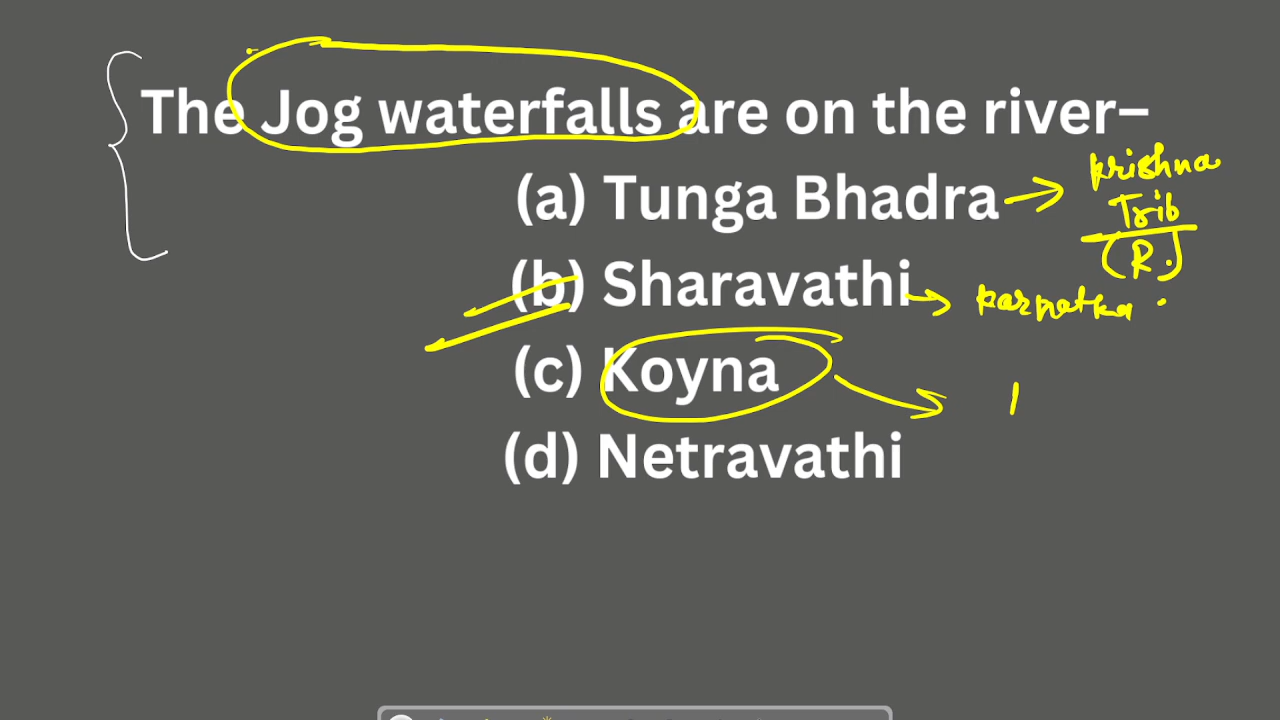 The Jog waterfalls are on the river–
(a) Tunga Bhadra → krishna
Trib
(R.)
(b) Sharavathi → karnatka
(c) Koyna →
(d) Netravathi